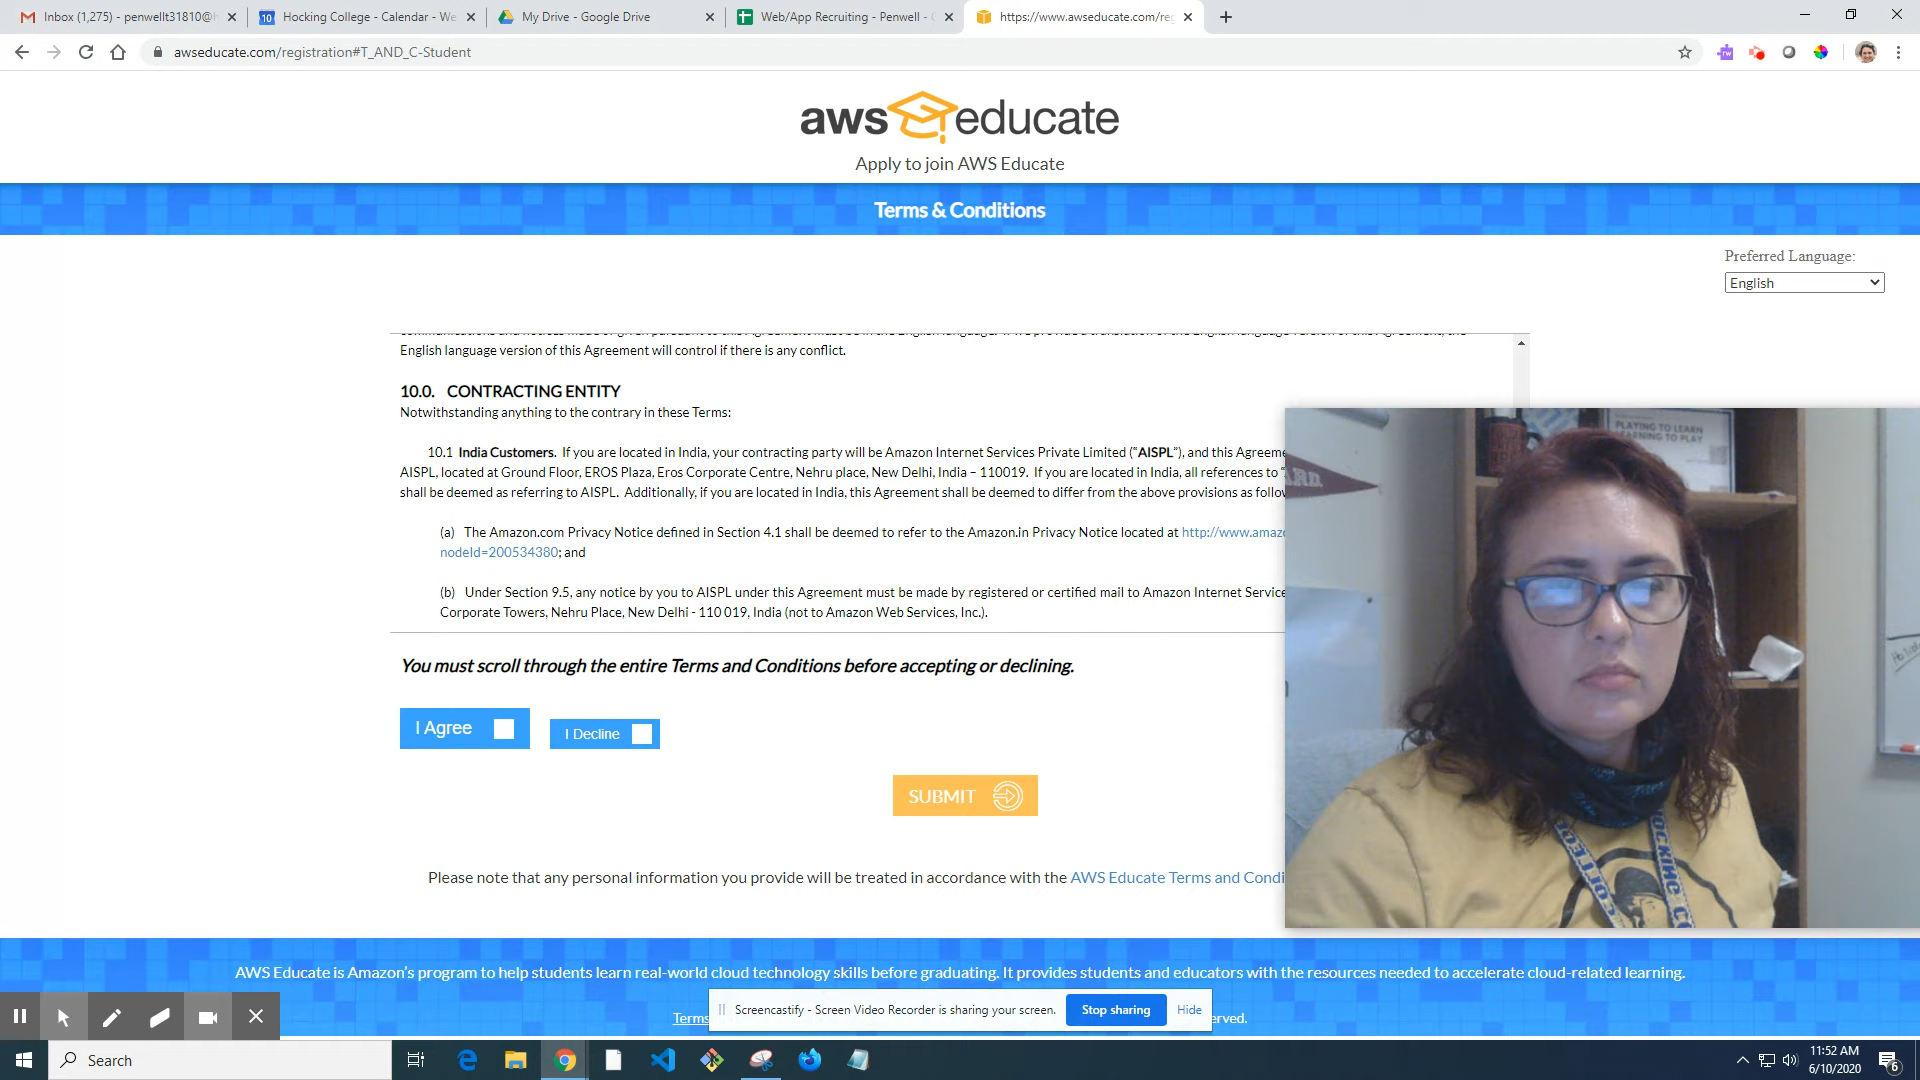 Inbox (1,275) - penwellt31810@
Hocking College - Calendar - We
My Drive - Google Drive
Web/App Recruiting - Penwell -
https://www.awseducate.com/re
awseducate.com/registration#T_AND_C-Student
aws educate
Apply to join AWS Educate
Terms & Conditions
Preferred Language:
English
English language version of this Agreement will control if there is any conflict.
10.0. CONTRACTING ENTITY
Notwithstanding anything to the contrary in these Terms:
10.1 India Customers. If you are located in India, your contracting party will be Amazon Internet Services Private Limited ("AISPL"), and this Agreeme
AISPL, located at Ground Floor, EROS Plaza, Eros Corporate Centre, Nehru place, New Delhi, India – 110019. If you are located in India, all references to "
shall be deemed as referring to AISPL. Additionally, if you are located in India, this Agreement shall be deemed to differ from the above provisions as follow
(a) The Amazon.com Privacy Notice defined in Section 4.1 shall be deemed to refer to the Amazon.in Privacy Notice located at http://www.amazo
nodeId=200534380; and
(b) Under Section 9.5, any notice by you to AISPL under this Agreement must be made by registered or certified mail to Amazon Internet Service
Corporate Towers, Nehru Place, New Delhi - 110 019, India (not to Amazon Web Services, Inc.).
You must scroll through the entire Terms and Conditions before accepting or declining.
I Agree
I Decline
SUBMIT
Please note that any personal information you provide will be treated in accordance with the AWS Educate Terms and Condi
PLAYING TO LEARN
LEARNING TO PLAY
ARD.
HOCKING C
COLLEG
AWS Educate is Amazon's program to help students learn real-world cloud technology skills before graduating. It provides students and educators with the resources needed to accelerate cloud-related learning.
Screencastify - Screen Video Recorder is sharing your screen.
Stop sharing
Hide
Terms
erved.
Search
11:52 AM
6/10/2020
6